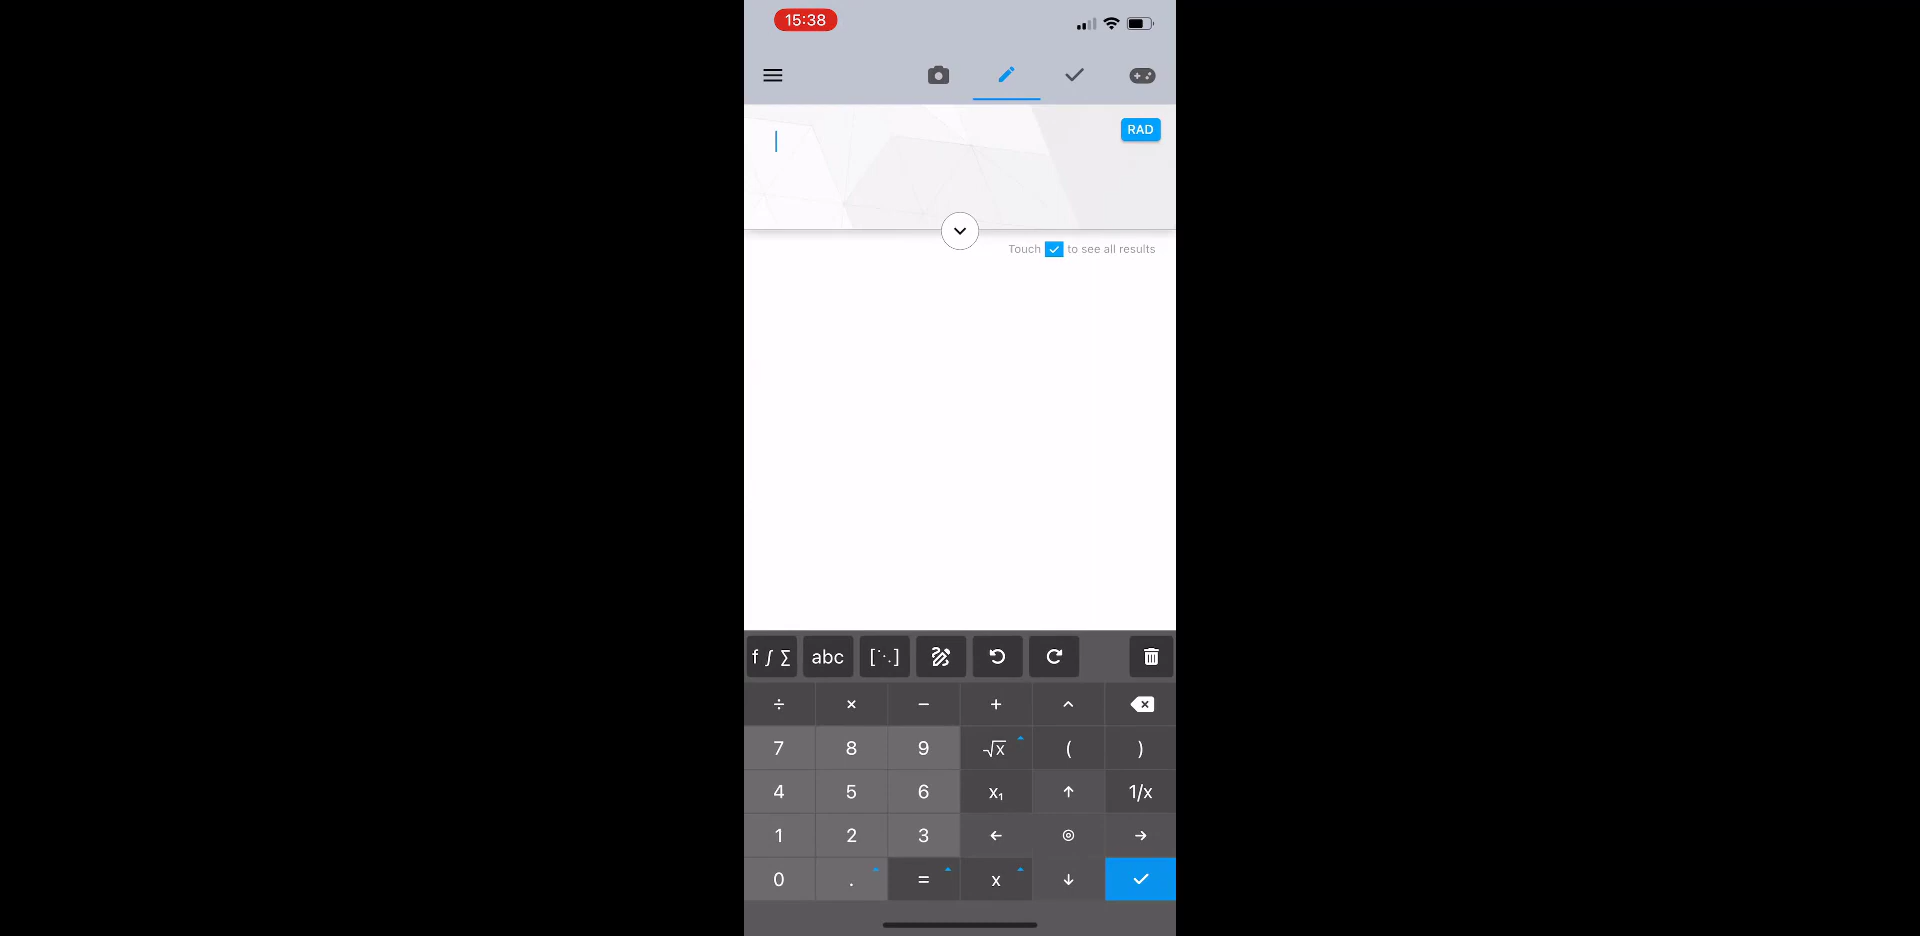 15:38
RAD
Touch to see all results
f ∫ ∑ abc [⋱]
÷ × − + ^
7 8 9 √x ( )
4 5 6 x₁ ↑ 1/x
1 2 3 ← ◎ →
0 . = x ↓